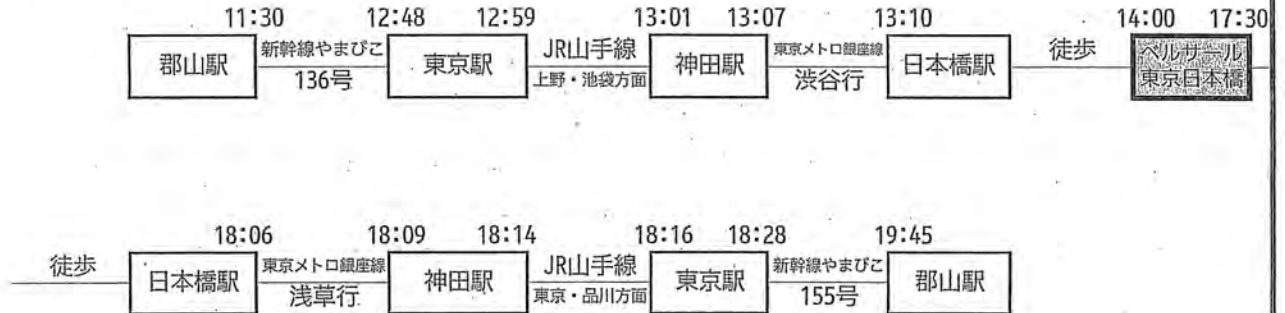 11:30 12:48 12:59 13:01 13:07 13:10 14:00 17:30
郡山駅 新幹線やまびこ 136号 東京駅 JR山手線 上野・池袋方面 神田駅 東京メトロ銀座線 渋谷行 日本橋駅 徒歩 ベルサール 東京日本橋
18:06 18:09 18:14 18:16 18:28 19:45
徒歩 日本橋駅 東京メトロ銀座線 浅草行 神田駅 JR山手線 東京・品川方面 東京駅 新幹線やまびこ 155号 郡山駅